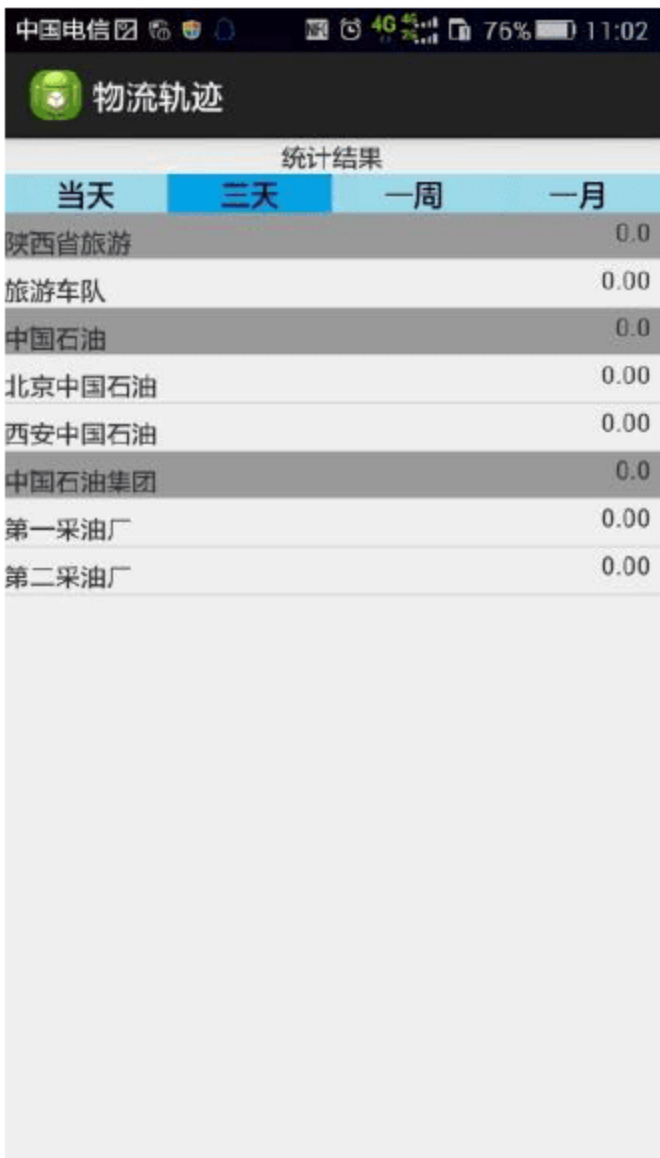 中国电信 4G 4G 2G 76% 11:02
物流轨迹
统计结果
当天 三天 一周 一月
陕西省旅游 0.0
旅游车队 0.00
中国石油 0.0
北京中国石油 0.00
西安中国石油 0.00
中国石油集团 0.0
第一采油厂 0.00
第二采油厂 0.00